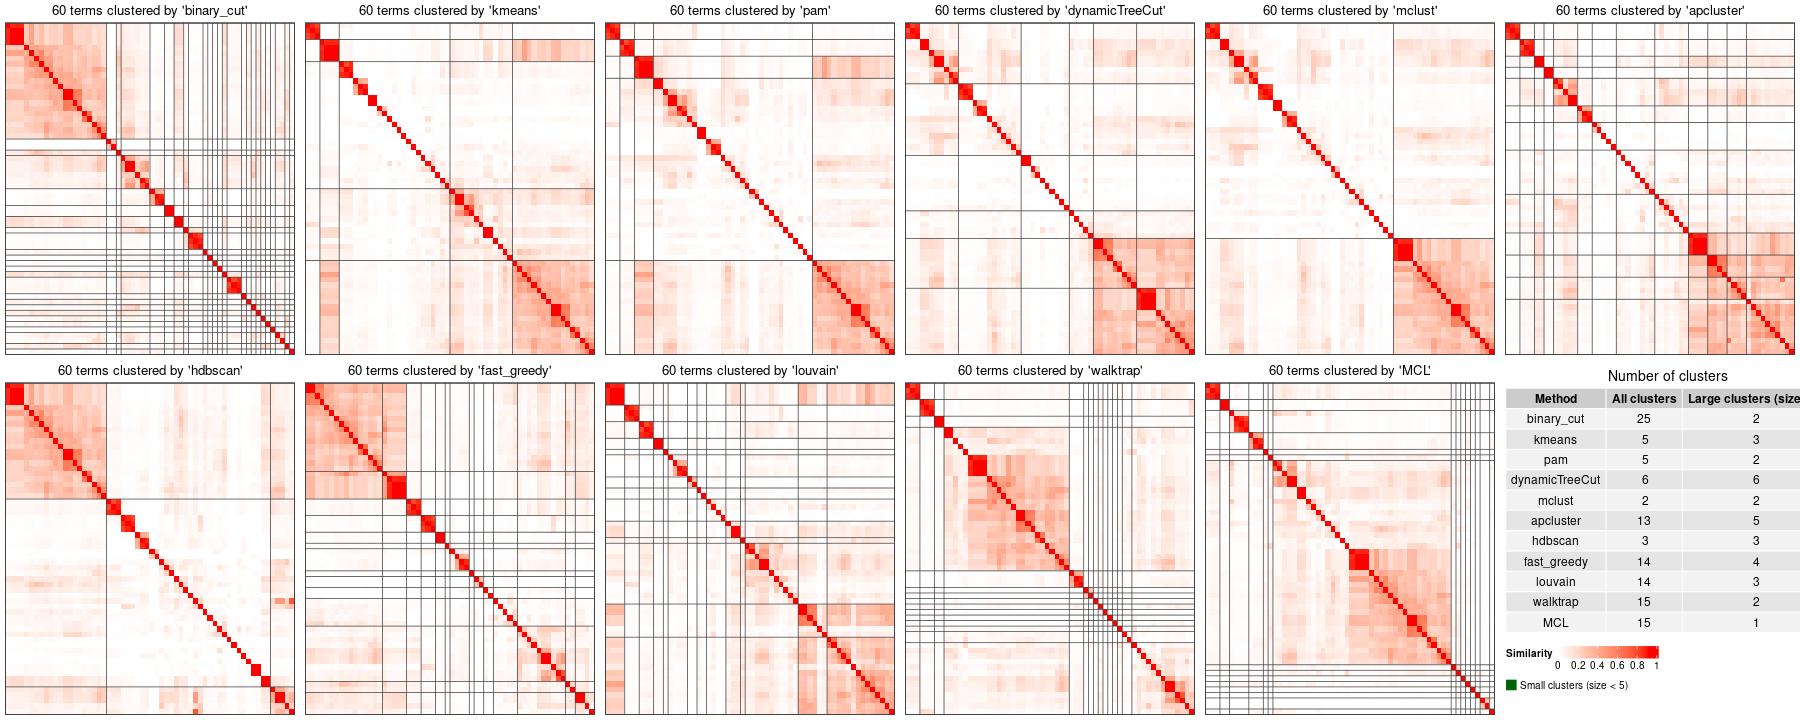 60 terms clustered by 'binary_cut'
60 terms clustered by 'kmeans'
60 terms clustered by 'pam'
60 terms clustered by 'dynamicTreeCut'
60 terms clustered by 'mclust'
60 terms clustered by 'apcluster'
60 terms clustered by 'hdbscan'
60 terms clustered by 'fast_greedy'
60 terms clustered by 'louvain'
60 terms clustered by 'walktrap'
60 terms clustered by 'MCL'
Number of clusters
Method All clusters Large clusters (size
binary_cut 25 2
kmeans 5 3
pam 5 2
dynamicTreeCut 6 6
mclust 2 2
apcluster 13 5
hdbscan 3 3
fast_greedy 14 4
louvain 14 3
walktrap 15 2
MCL 15 1
Similarity
0 0.2 0.4 0.6 0.8 1
Small clusters (size < 5)